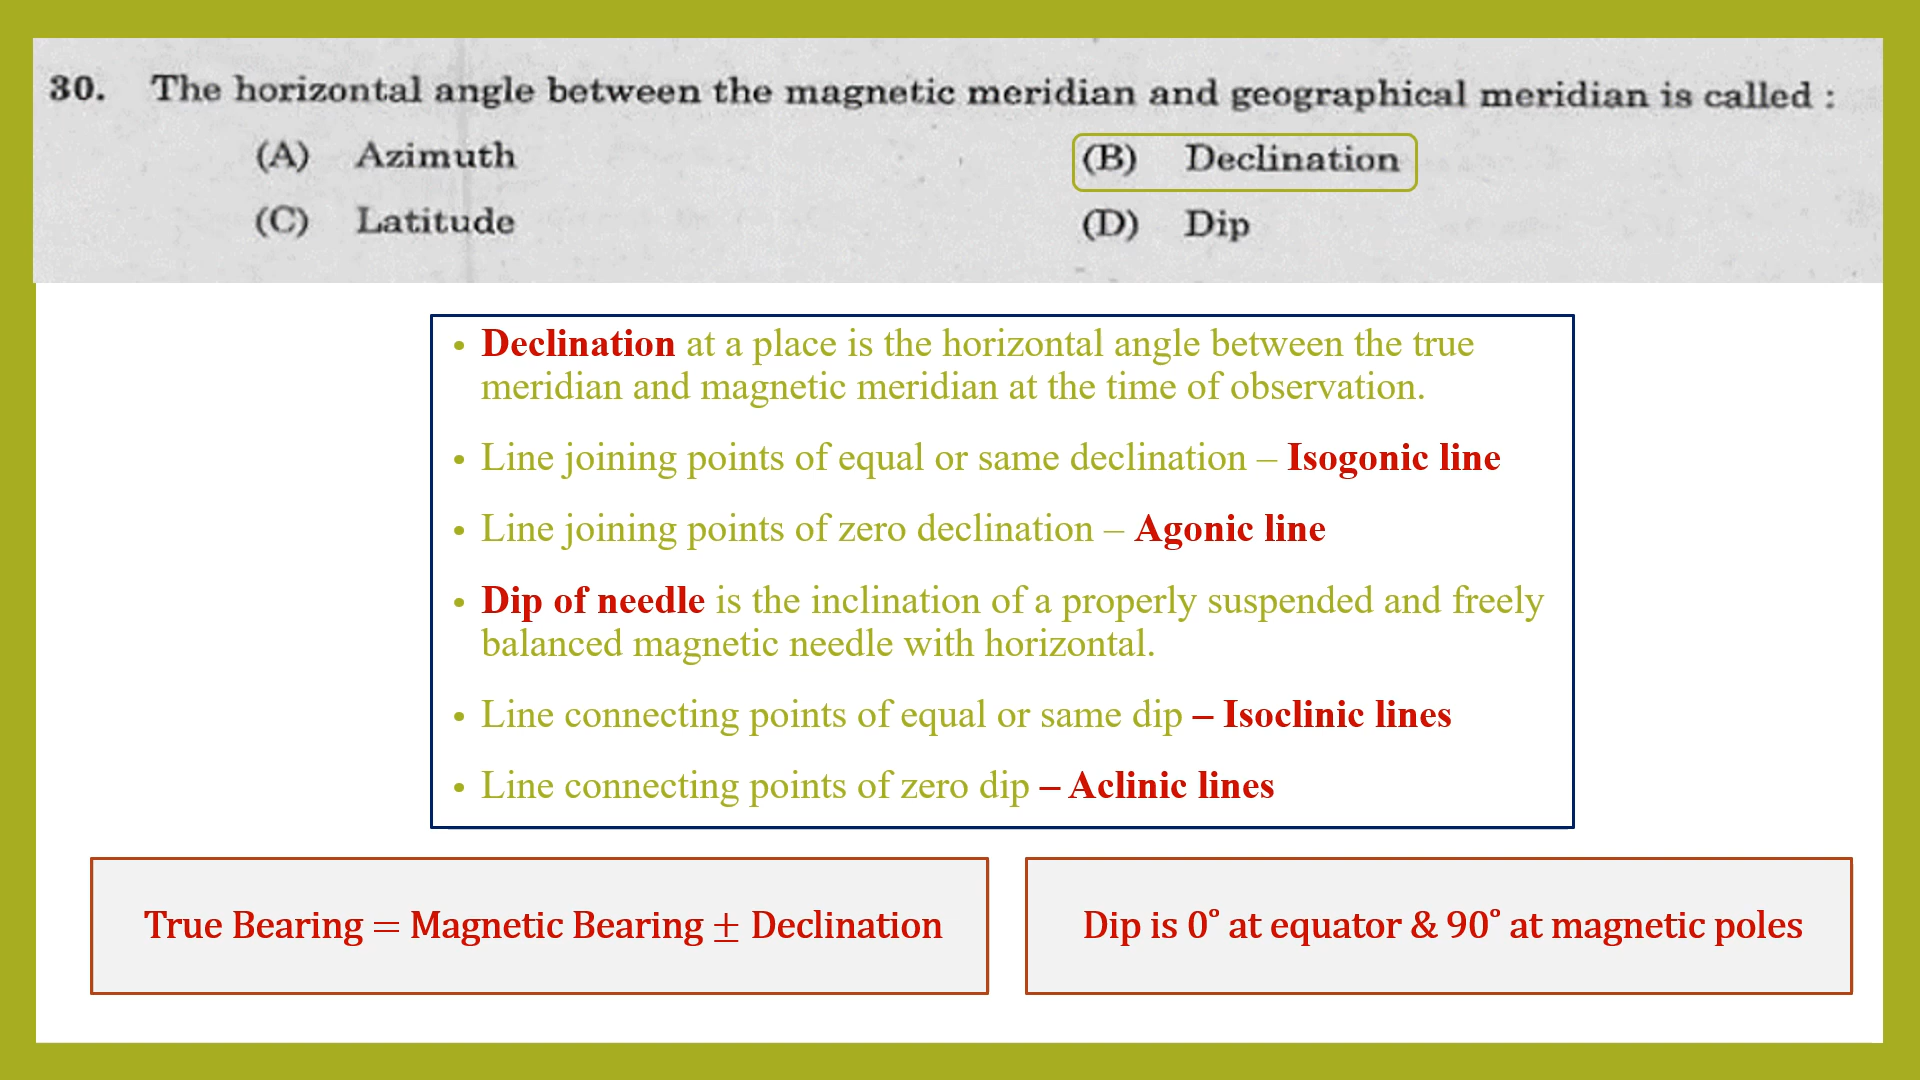 30. The horizontal angle between the magnetic meridian and geographical meridian is called :
(A) Azimuth (B) Declination
(C) Latitude (D) Dip
• Declination at a place is the horizontal angle between the true
meridian and magnetic meridian at the time of observation.
• Line joining points of equal or same declination – Isogonic line
• Line joining points of zero declination – Agonic line
• Dip of needle is the inclination of a properly suspended and freely
balanced magnetic needle with horizontal.
• Line connecting points of equal or same dip – Isoclinic lines
• Line connecting points of zero dip – Aclinic lines
True Bearing = Magnetic Bearing ± Declination
Dip is 0° at equator & 90° at magnetic poles